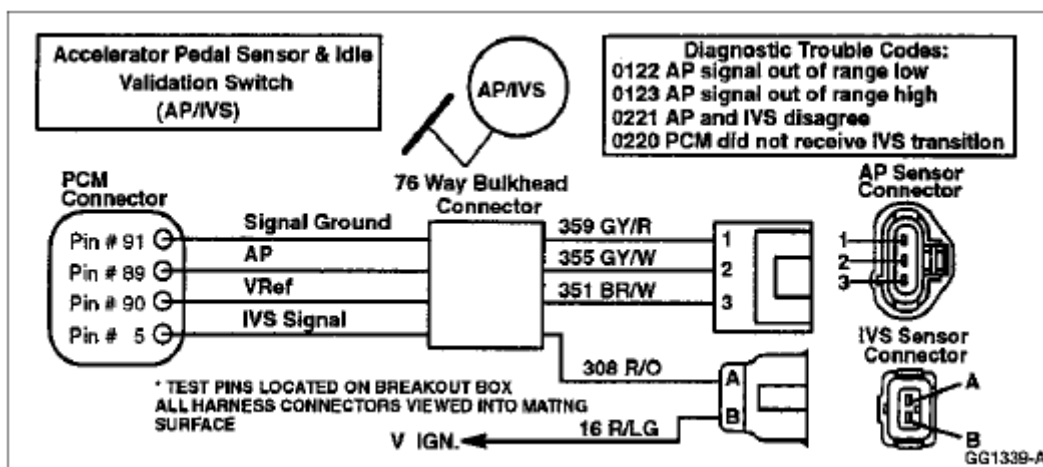 Accelerator Pedal Sensor & Idle
Validation Switch
(AP/IVS)
AP/IVS
Diagnostic Trouble Codes:
0122 AP signal out of range low
0123 AP signal out of range high
0221 AP and IVS disagree
0220 PCM did not receive IVS transition
PCM
Connector
76 Way Bulkhead
Connector
AP Sensor
Connector
Pin # 91
Signal Ground
359 GY/R
1
1
Pin # 89
AP
355 GY/W
2
2
Pin # 90
VRef
351 BR/W
3
3
Pin # 5
IVS Signal
IVS Sensor
Connector
308 R/O
A
A
* TEST PINS LOCATED ON BREAKOUT BOX
ALL HARNESS CONNECTORS VIEWED INTO MATING
SURFACE
B
B
16 R/LG
V IGN.
GG1339-A